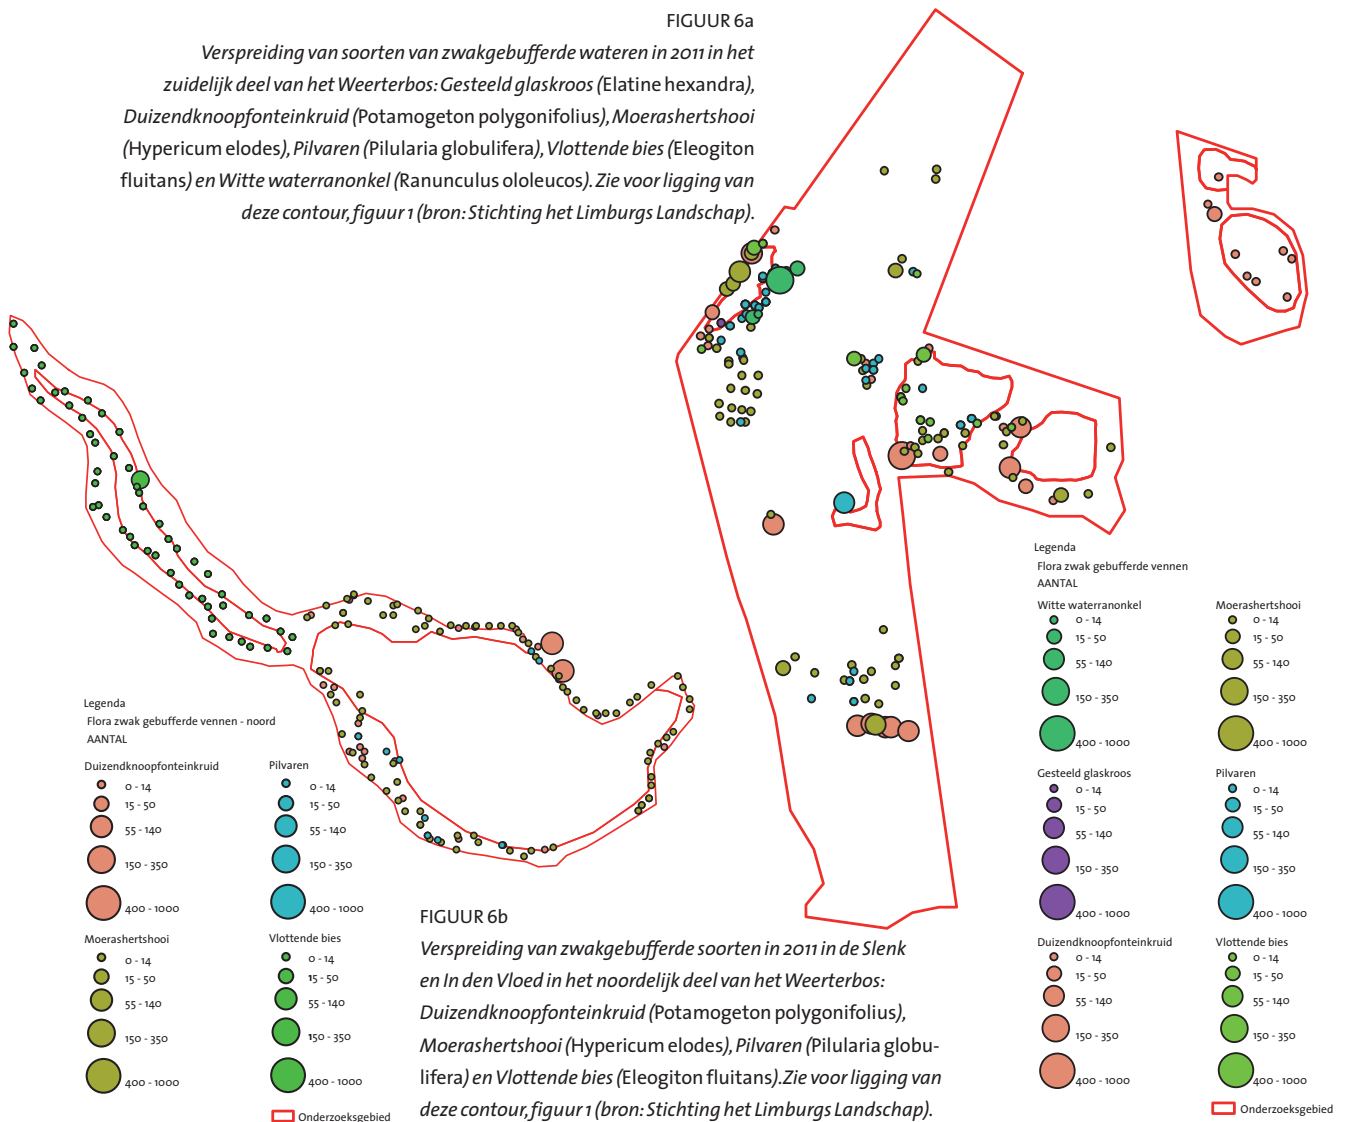 FIGUUR 6a
Verspreiding van soorten van zwakgebufferde wateren in 2011 in het
zuidelijk deel van het Weerterbos: Gesteeld glaskroos (Elatine hexandra),
Duizendknoopfonteinkruid (Potamogeton polygonifolius), Moerashertshooi
(Hypericum elodes), Pilvaren (Pilularia globulifera), Vlottende bies (Eleogiton
fluitans) en Witte waterranonkel (Ranunculus ololeucos). Zie voor ligging van
deze contour, figuur 1 (bron: Stichting het Limburgs Landschap).
Legenda
Flora zwak gebufferde vennen - noord
AANTAL
Duizendknoopfonteinkruid
0 - 14
15 - 50
55 - 140
150 - 350
400 - 1000
Pilvaren
0 - 14
15 - 50
55 - 140
150 - 350
400 - 1000
Moerashertshooi
0 - 14
15 - 50
55 - 140
150 - 350
400 - 1000
Vlottende bies
0 - 14
15 - 50
55 - 140
150 - 350
400 - 1000
Onderzoeksgebied
FIGUUR 6b
Verspreiding van zwakgebufferde soorten in 2011 in de Slenk
en In den Vloed in het noordelijk deel van het Weerterbos:
Duizendknoopfonteinkruid (Potamogeton polygonifolius),
Moerashertshooi (Hypericum elodes), Pilvaren (Pilularia globu-
lifera) en Vlottende bies (Eleogiton fluitans).Zie voor ligging van
deze contour, figuur 1 (bron: Stichting het Limburgs Landschap).
Legenda
Flora zwak gebufferde vennen
AANTAL
Witte waterranonkel
0 - 14
15 - 50
55 - 140
150 - 350
400 - 1000
Moerashertshooi
0 - 14
15 - 50
55 - 140
150 - 350
400 - 1000
Gesteeld glaskroos
0 - 14
15 - 50
55 - 140
150 - 350
400 - 1000
Pilvaren
0 - 14
15 - 50
55 - 140
150 - 350
400 - 1000
Duizendknoopfonteinkruid
0 - 14
15 - 50
55 - 140
150 - 350
400 - 1000
Vlottende bies
0 - 14
15 - 50
55 - 140
150 - 350
400 - 1000
Onderzoeksgebied